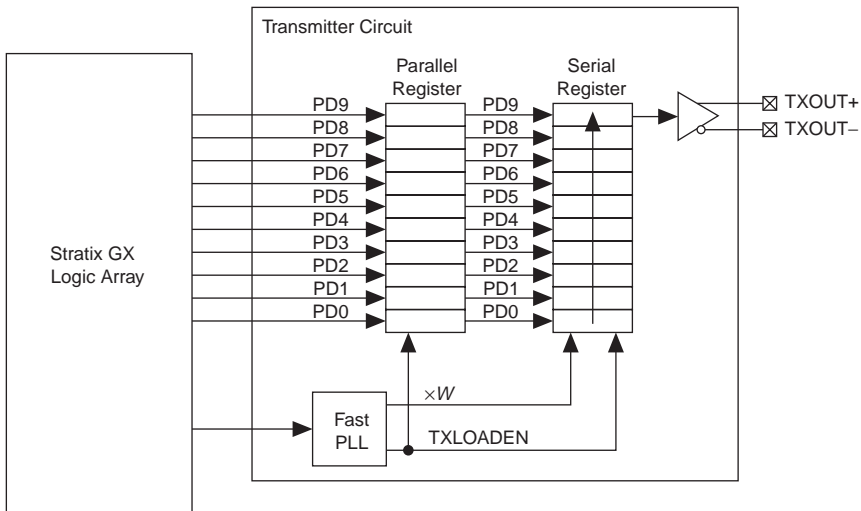 Transmitter Circuit
Parallel
Register
Serial
Register
PD9
PD9
PD8
PD8
PD7
PD7
PD6
PD6
PD5
PD5
PD4
PD4
PD3
PD3
PD2
PD2
PD1
PD1
PD0
PD0
TXOUT+
TXOUT−
Stratix GX
Logic Array
×W
Fast
PLL
TXLOADEN